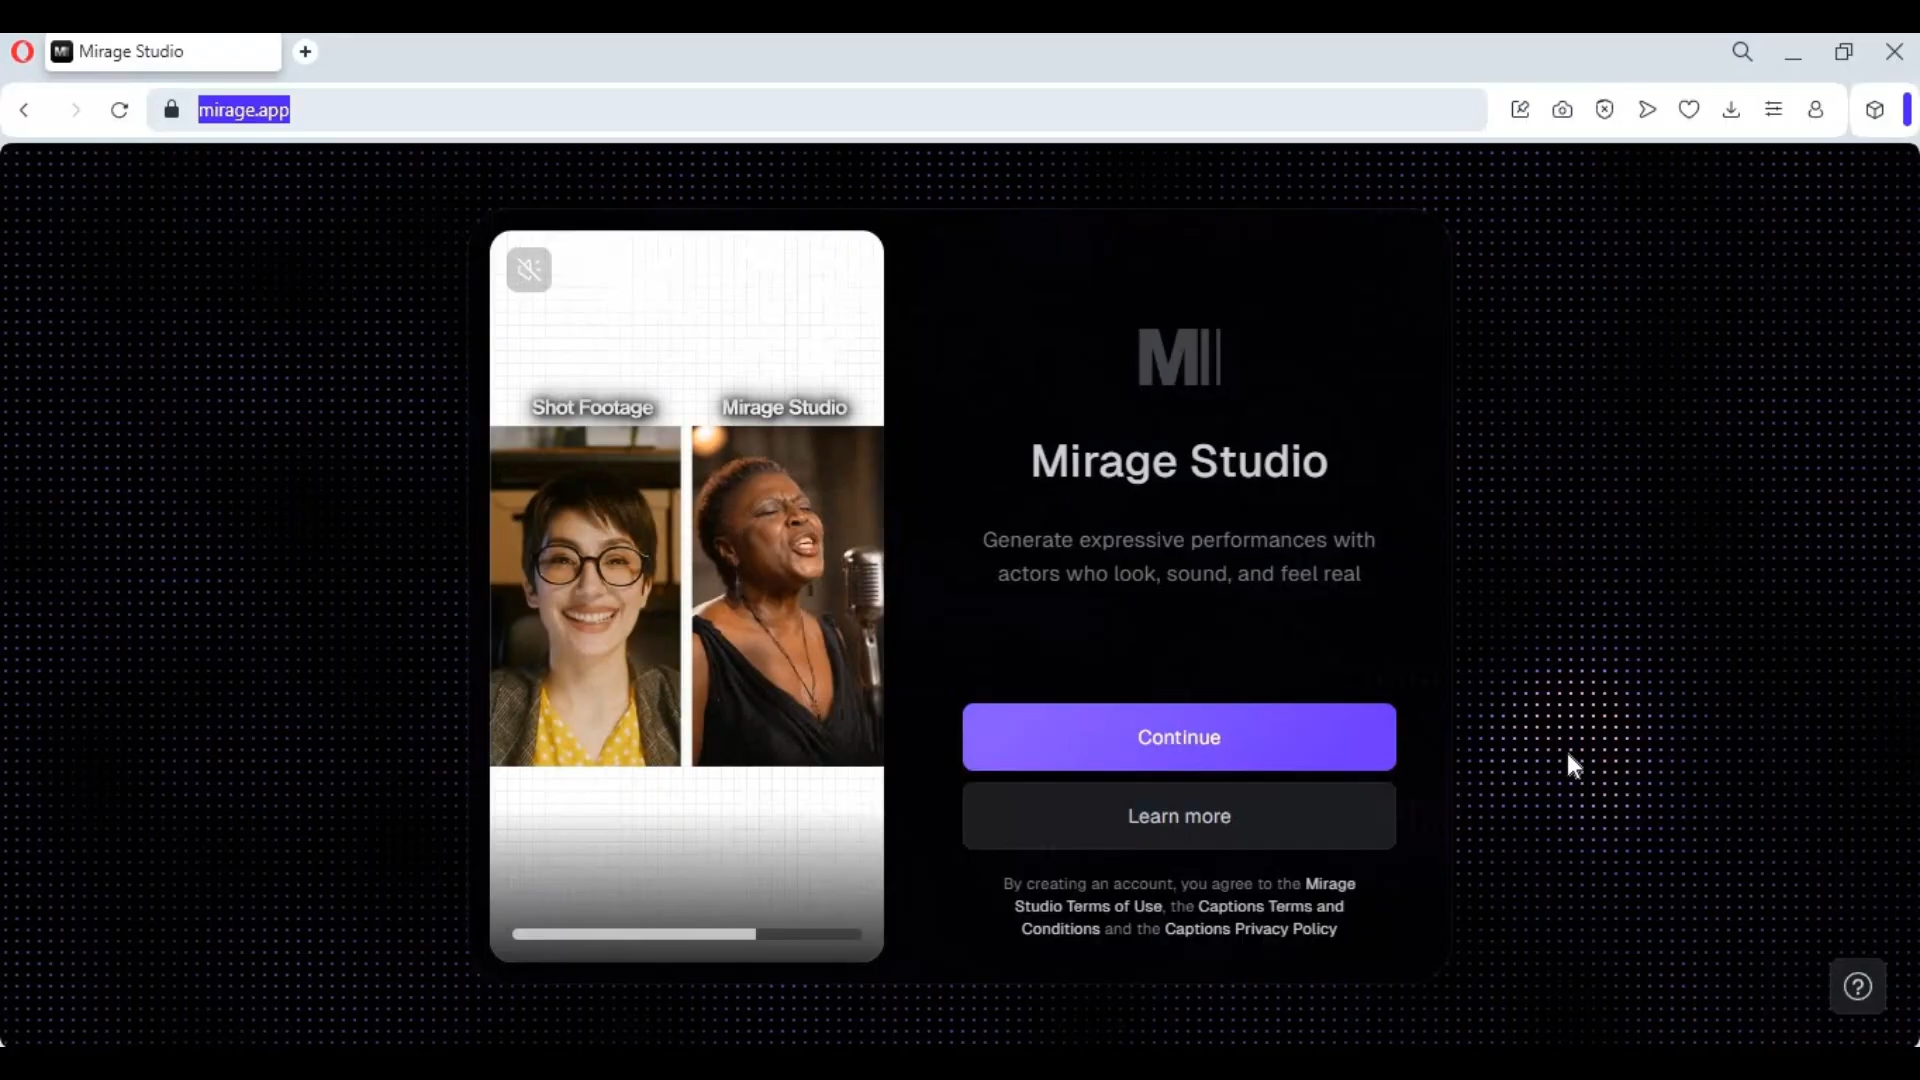 Mirage Studio
mirage.app
Shot Footage
Mirage Studio
M
Mirage Studio
Generate expressive performances with
actors who look, sound, and feel real
Continue
Learn more
By creating an account, you agree to the Mirage
Studio Terms of Use, the Captions Terms and
Conditions and the Captions Privacy Policy